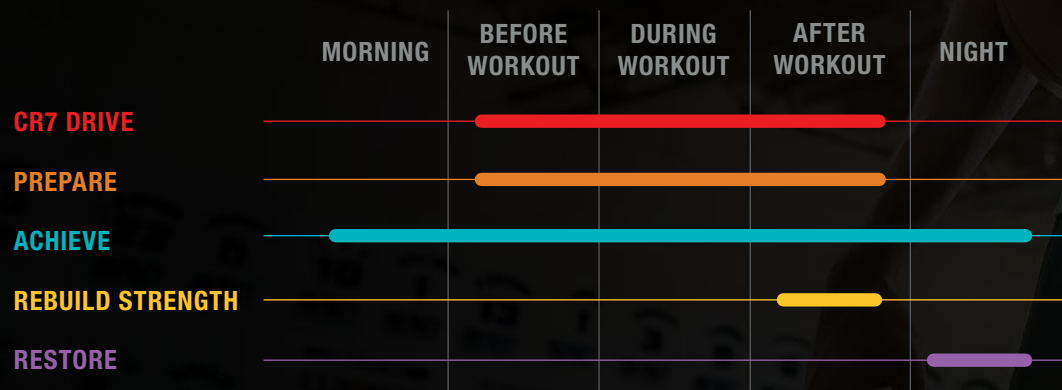 MORNING
BEFORE
WORKOUT
DURING
WORKOUT
AFTER
WORKOUT
NIGHT
CR7 DRIVE
PREPARE
ACHIEVE
REBUILD STRENGTH
RESTORE